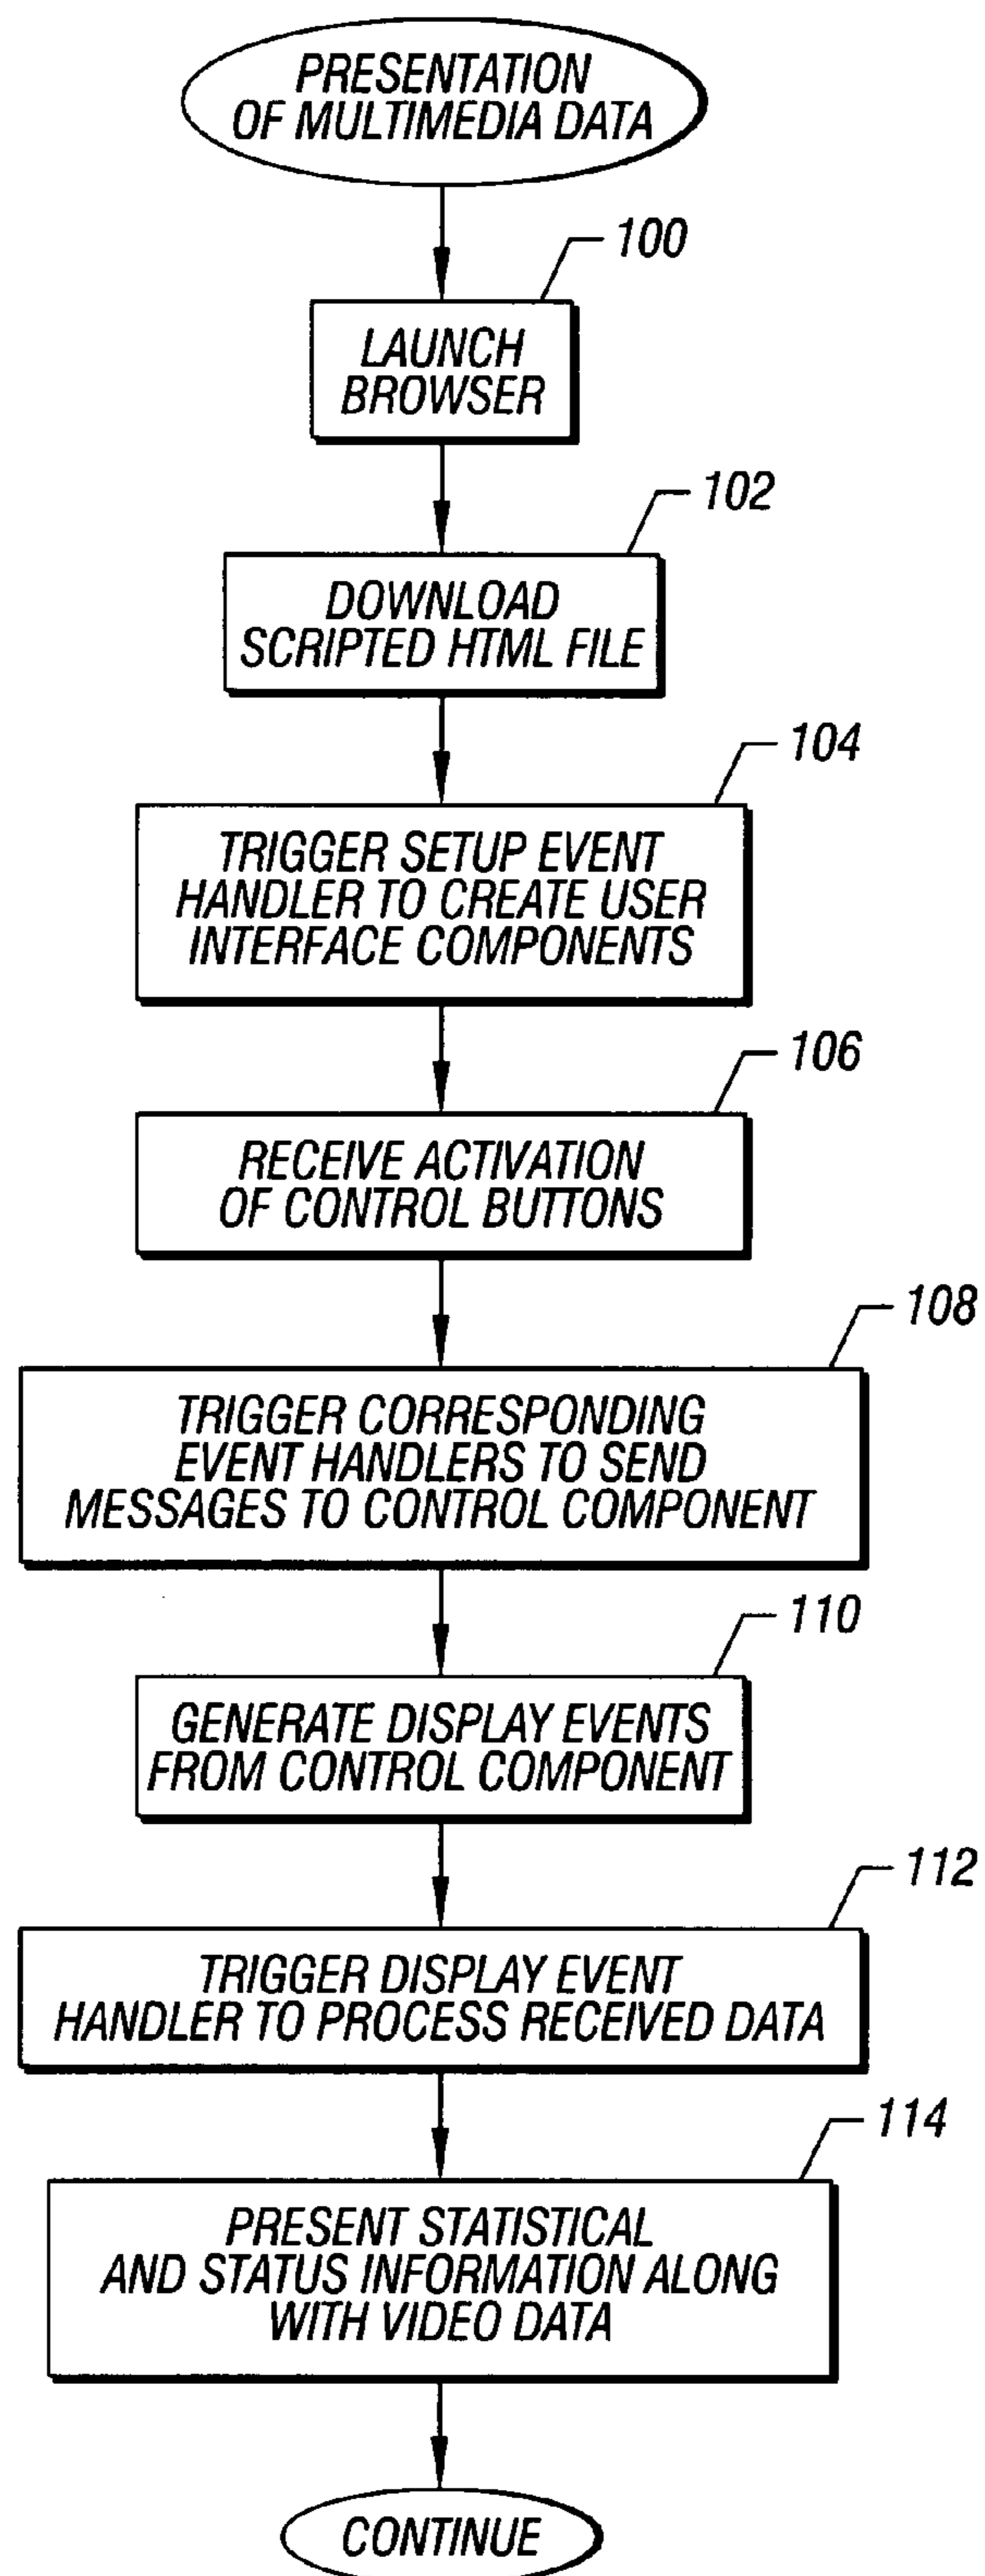 PRESENTATION
OF MULTIMEDIA DATA
100
LAUNCH
BROWSER
102
DOWNLOAD
SCRIPTED HTML FILE
104
TRIGGER SETUP EVENT
HANDLER TO CREATE USER
INTERFACE COMPONENTS
106
RECEIVE ACTIVATION
OF CONTROL BUTTONS
108
TRIGGER CORRESPONDING
EVENT HANDLERS TO SEND
MESSAGES TO CONTROL COMPONENT
110
GENERATE DISPLAY EVENTS
FROM CONTROL COMPONENT
112
TRIGGER DISPLAY EVENT
HANDLER TO PROCESS RECEIVED DATA
114
PRESENT STATISTICAL
AND STATUS INFORMATION ALONG
WITH VIDEO DATA
CONTINUE